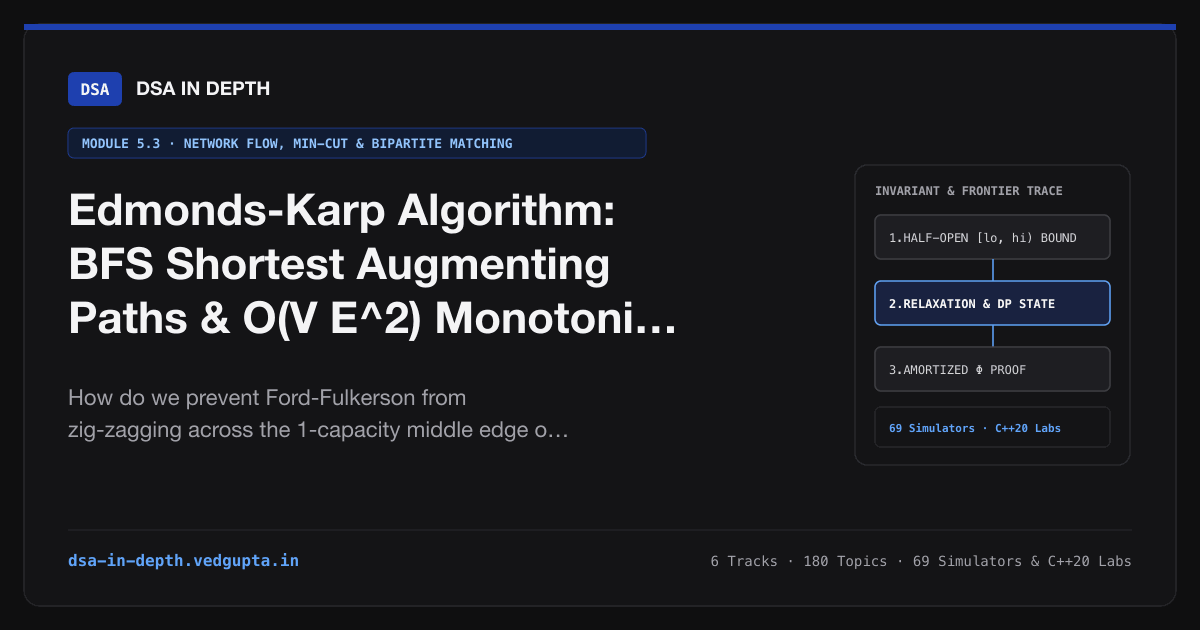 DSA DSA IN DEPTH
MODULE 5.3 · NETWORK FLOW, MIN-CUT & BIPARTITE MATCHING
Edmonds-Karp Algorithm:
BFS Shortest Augmenting
Paths & O(V E^2) Monotoni...
How do we prevent Ford-Fulkerson from
zig-zagging across the 1-capacity middle edge o...
INVARIANT & FRONTIER TRACE
1.HALF-OPEN [lo, hi) BOUND
2.RELAXATION & DP STATE
3.AMORTIZED Φ PROOF
69 Simulators · C++20 Labs
dsa-in-depth.vedgupta.in
6 Tracks · 180 Topics · 69 Simulators & C++20 Labs